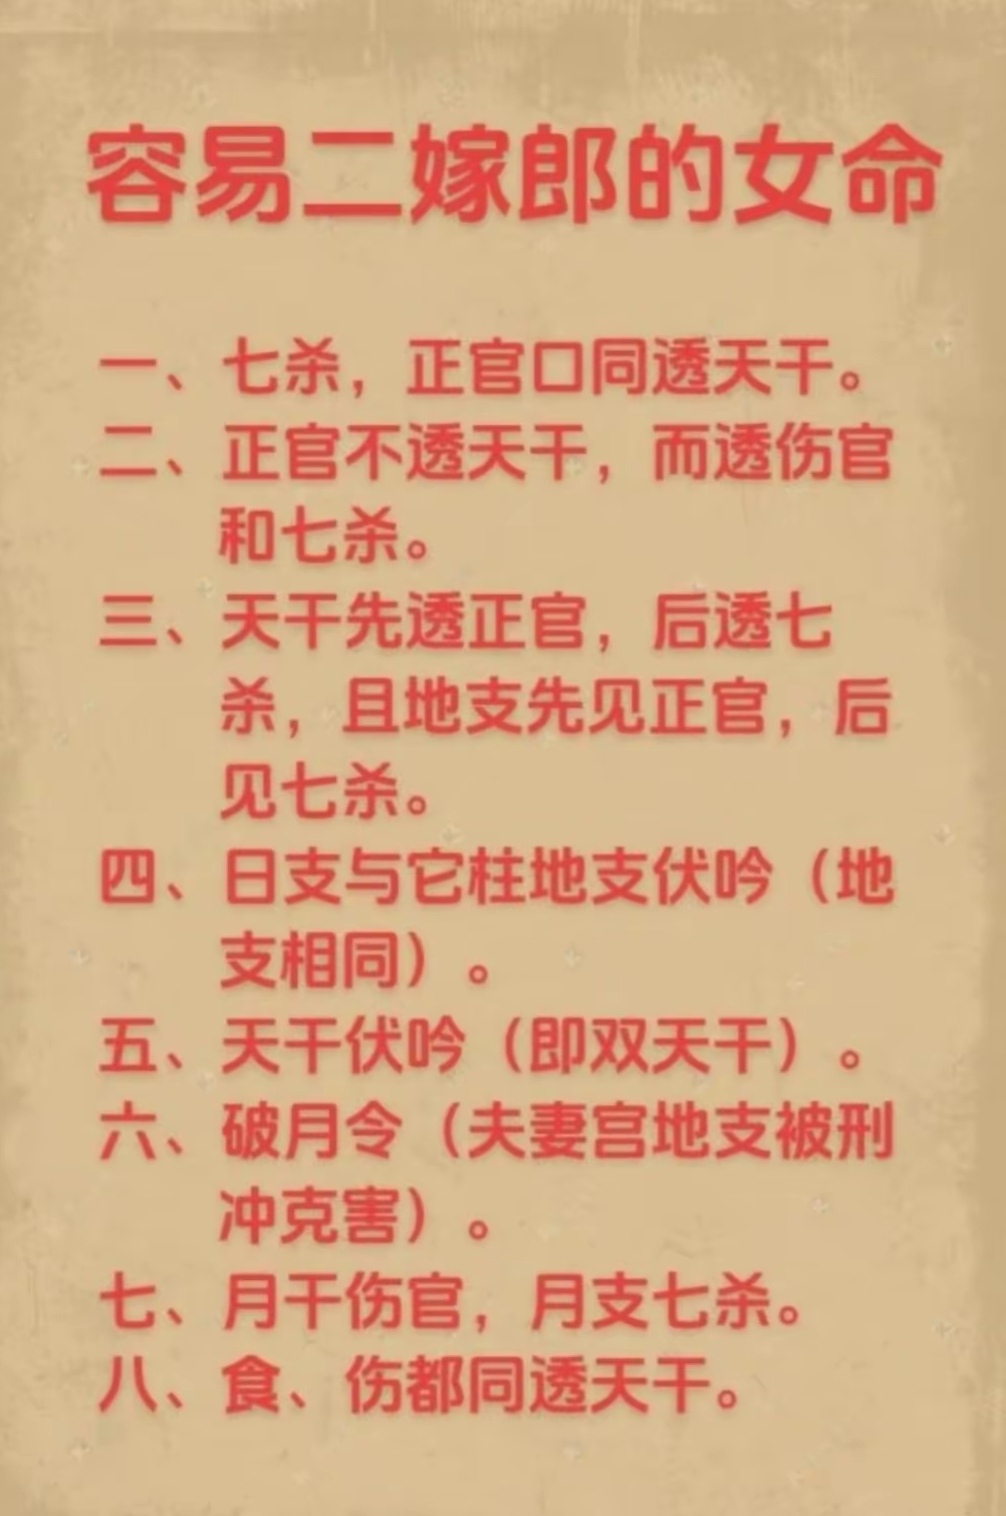 容易二嫁郎的女命
一、七杀，正官口同透天干。
二、正官不透天干，而透伤官
和七杀。
三、天干先透正官，后透七
杀，且地支先见正官，后
见七杀。
四、日支与它柱地支伏吟（地
支相同）。
五、天干伏吟（即双天干）。
六、破月令（夫妻宫地支被刑
冲克害）。
七、月干伤官，月支七杀。
八、食、伤都同透天干。